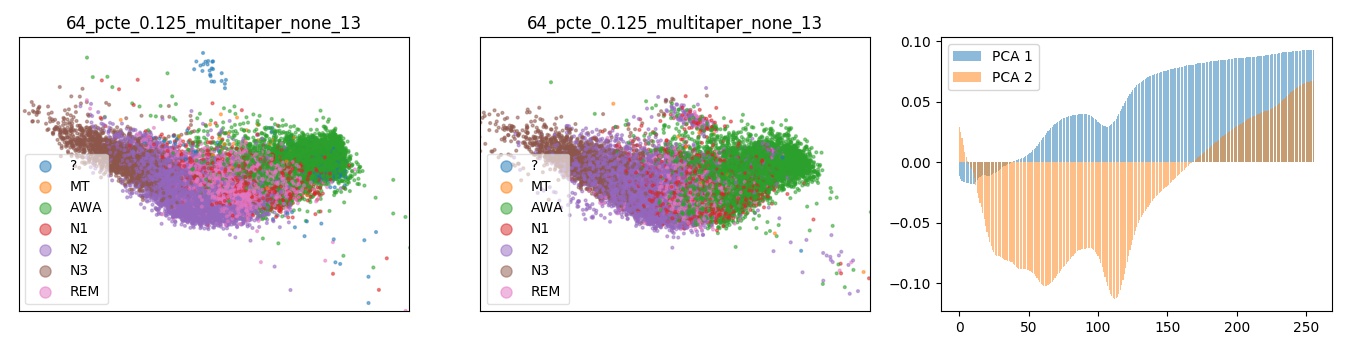 64_pcte_0.125_multitaper_none_13
?
MT
AWA
N1
N2
N3
REM
64_pcte_0.125_multitaper_none_13
?
MT
AWA
N1
N2
N3
REM
PCA 1
PCA 2
0.10
0.05
0.00
−0.05
−0.10
0
50
100
150
200
250